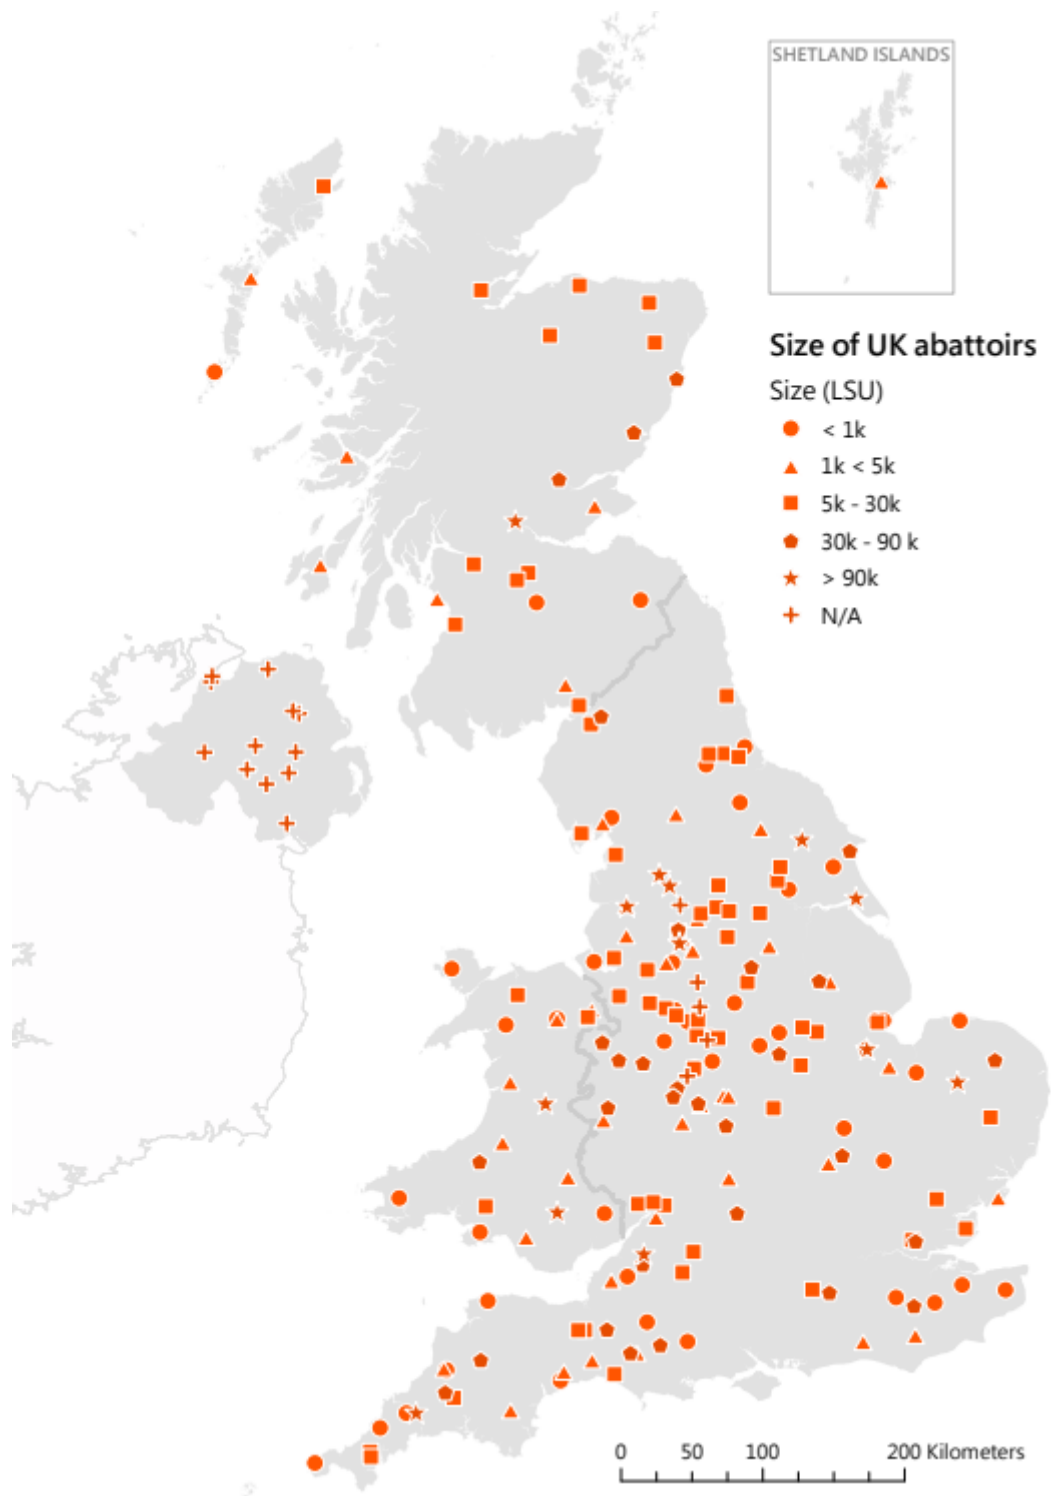 SHETLAND ISLANDS
Size of UK abattoirs
Size (LSU)
< 1k
1k < 5k
5k - 30k
30k - 90 k
> 90k
N/A
0 50 100 200 Kilometers